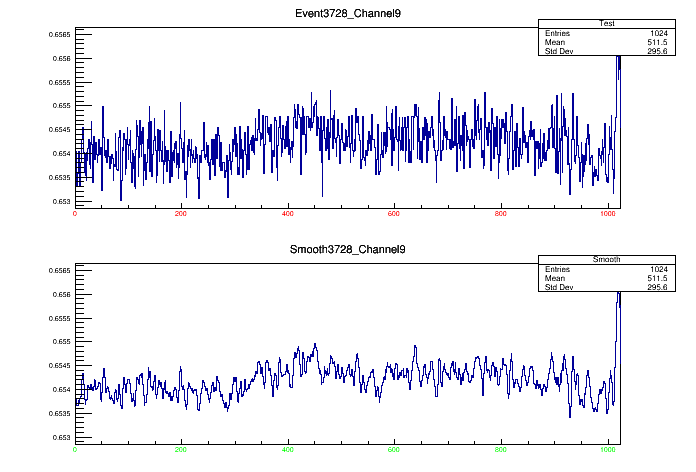 Event3728_Channel9
Test
Entries 1024
Mean 511.5
Std Dev 295.6
0.6565
0.656
0.6555
0.655
0.6545
0.654
0.6535
0.653
0 200 400 600 800 1000
Smooth3728_Channel9
Smooth
Entries 1024
Mean 511.5
Std Dev 295.6
0.6565
0.656
0.6555
0.655
0.6545
0.654
0.6535
0.653
0 200 400 600 800 1000